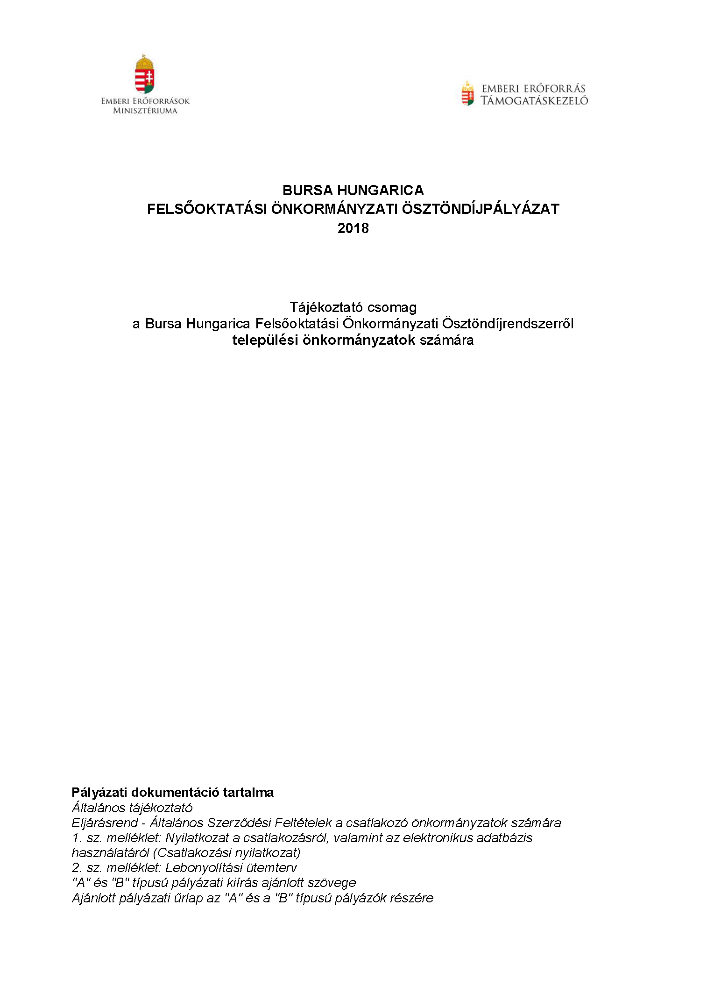 EMBERI ERŐFORRÁSOK
MINISZTÉRIUMA
EMBERI ERŐFORRÁS
TÁMOGATÁSKEZELŐ
BURSA HUNGARICA
FELSŐOKTATÁSI ÖNKORMÁNYZATI ÖSZTÖNDÍJPÁLYÁZAT
2018
Tájékoztató csomag
a Bursa Hungarica Felsőoktatási Önkormányzati Ösztöndíjrendszerről
települési önkormányzatok számára
Pályázati dokumentáció tartalma
Általános tájékoztató
Eljárásrend - Általános Szerződési Feltételek a csatlakozó önkormányzatok számára
1. sz. melléklet: Nyilatkozat a csatlakozásról, valamint az elektronikus adatbázis
használatáról (Csatlakozási nyilatkozat)
2. sz. melléklet: Lebonyolítási ütemterv
"A" és "B" típusú pályázati kiírás ajánlott szövege
Ajánlott pályázati űrlap az "A" és a "B" típusú pályázók részére